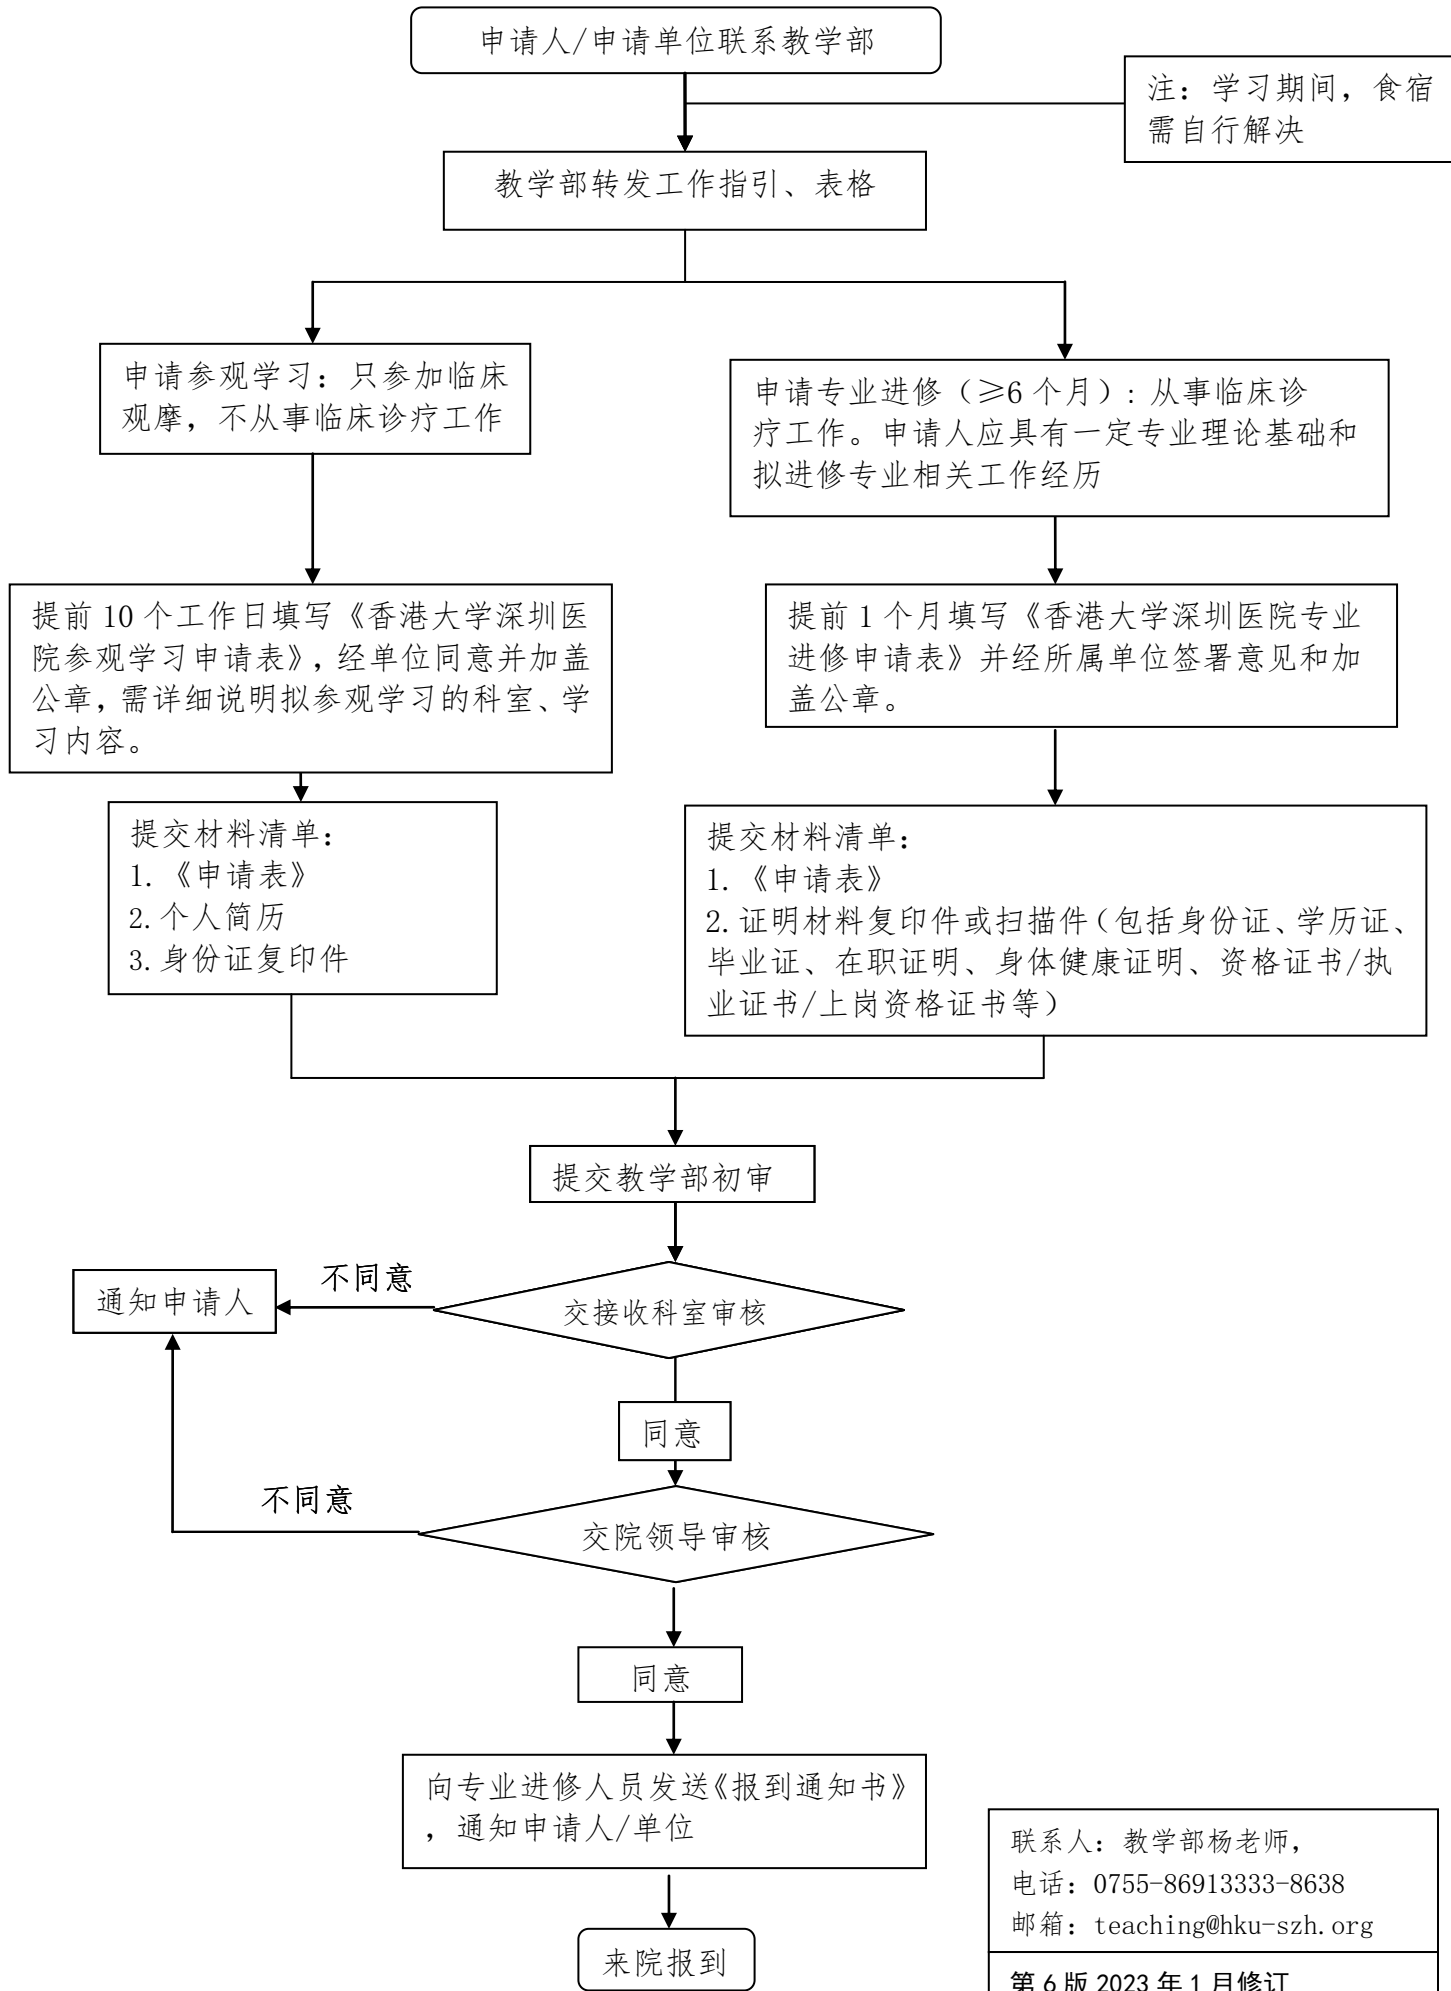 申请人/申请单位联系教学部
注：学习期间，食宿
需自行解决
教学部转发工作指引、表格
申请参观学习：只参加临床
观摩，不从事临床诊疗工作
申请专业进修（≥6个月）：从事临床诊
疗工作。申请人应具有一定专业理论基础和
拟进修专业相关工作经历
提前10个工作日填写《香港大学深圳医
院参观学习申请表》，经单位同意并加盖
公章，需详细说明拟参观学习的科室、学
习内容。
提前1个月填写《香港大学深圳医院专业
进修申请表》并经所属单位签署意见和加
盖公章。
提交材料清单：
1.《申请表》
2.个人简历
3.身份证复印件
提交材料清单：
1.《申请表》
2.证明材料复印件或扫描件（包括身份证、学历证、
毕业证、在职证明、身体健康证明、资格证书/执
业证书/上岗资格证书等）
提交教学部初审
通知申请人
不同意
交接收科室审核
同意
不同意
交院领导审核
同意
向专业进修人员发送《报到通知书》
，通知申请人/单位
来院报到
联系人：教学部杨老师，
电话：0755-86913333-8638
邮箱：teaching@hku-szh.org
第6版 2023年1月修订